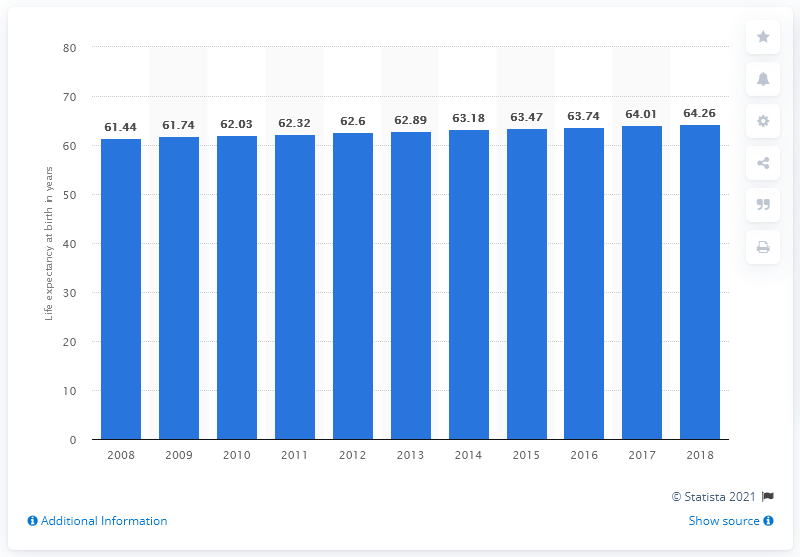 80
70
60
50
40
30
20
10
0
Life expectancy at birth in years
61.44 61.74 62.03 62.32 62.6 62.89 63.18 63.47 63.74 64.01 64.26
2008 2009 2010 2011 2012 2013 2014 2015 2016 2017 2018
© Statista 2021
Additional Information
Show source